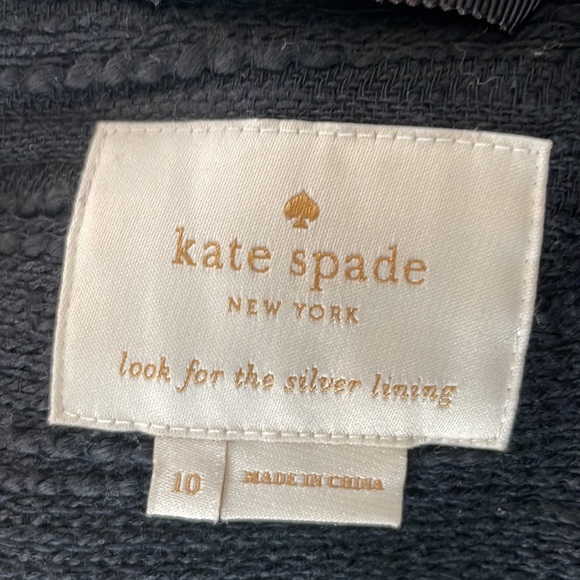 kate spade
NEW YORK
look for the silver lining
10
MADE IN CHINA